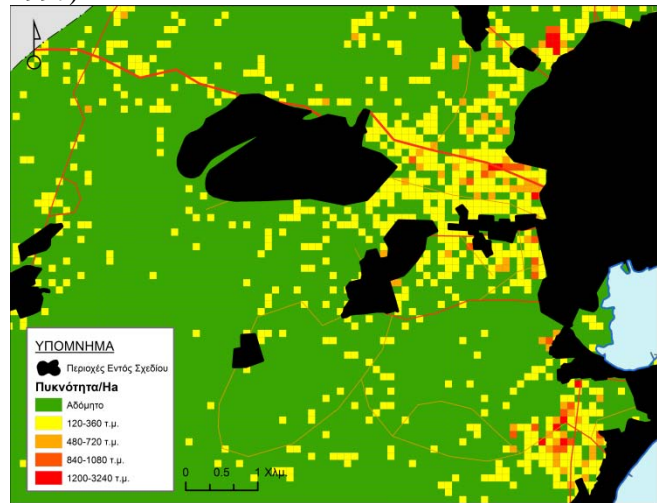 ΥΠΟΜΝΗΜΑ
Περιοχές Εντός Σχεδίου
Πυκνότητα/Ha
Αδόμητο
120-360 τ.μ.
480-720 τ.μ.
840-1080 τ.μ.
1200-3240 τ.μ.
0 0.5 1 Χλμ.